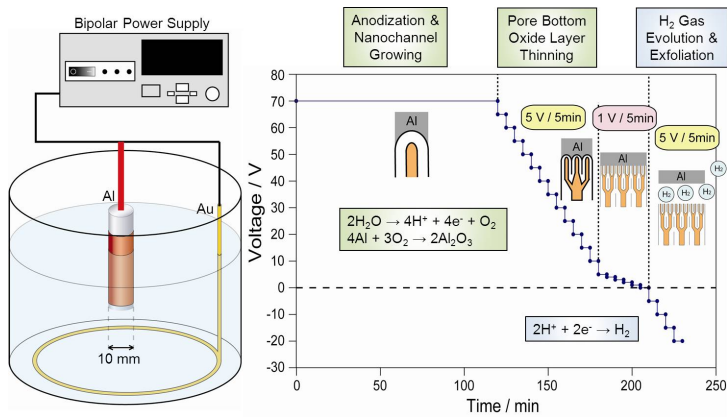 Bipolar Power Supply
Al
Au
10 mm
Anodization &
Nanochannel
Growing
Pore Bottom
Oxide Layer
Thinning
H₂ Gas
Evolution &
Exfoliation
Voltage / V
80
70
60
50
40
30
20
10
0
-10
-20
-30
Al
5 V / 5min
1 V / 5min
5 V / 5min
Al
Al
Al
H₂
H₂
H₂
H₂
2H₂O → 4H⁺ + 4e⁻ + O₂
4Al + 3O₂ → 2Al₂O₃
2H⁺ + 2e⁻ → H₂
0
50
100
150
200
250
Time / min